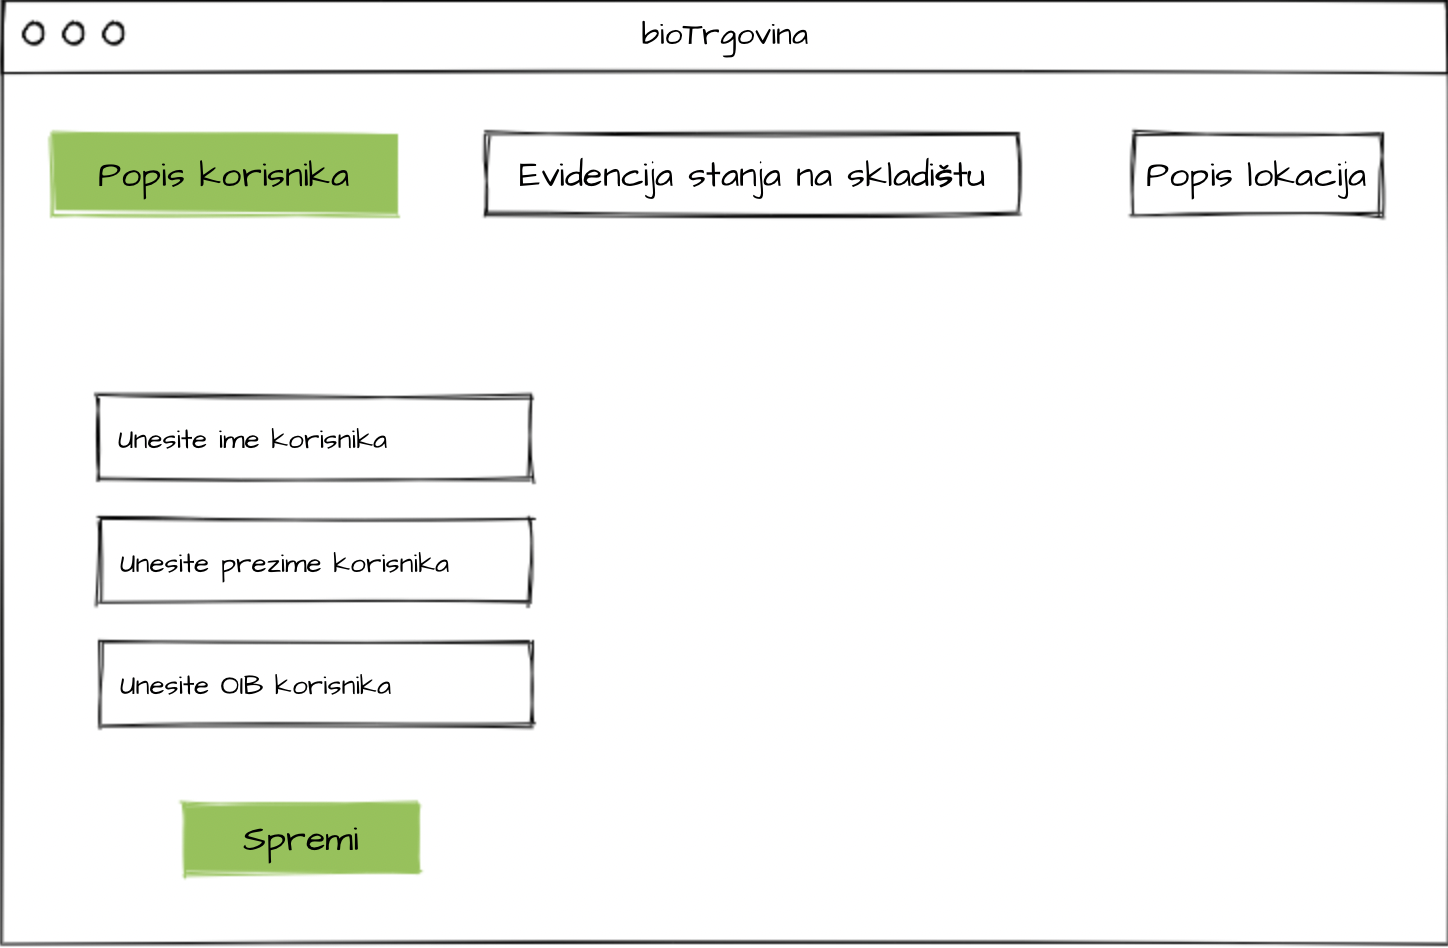 bioTrgovina
Popis korisnika
Evidencija stanja na skladištu
Popis lokacija
Unesite ime korisnika
Unesite prezime korisnika
Unesite OIB korisnika
Spremi